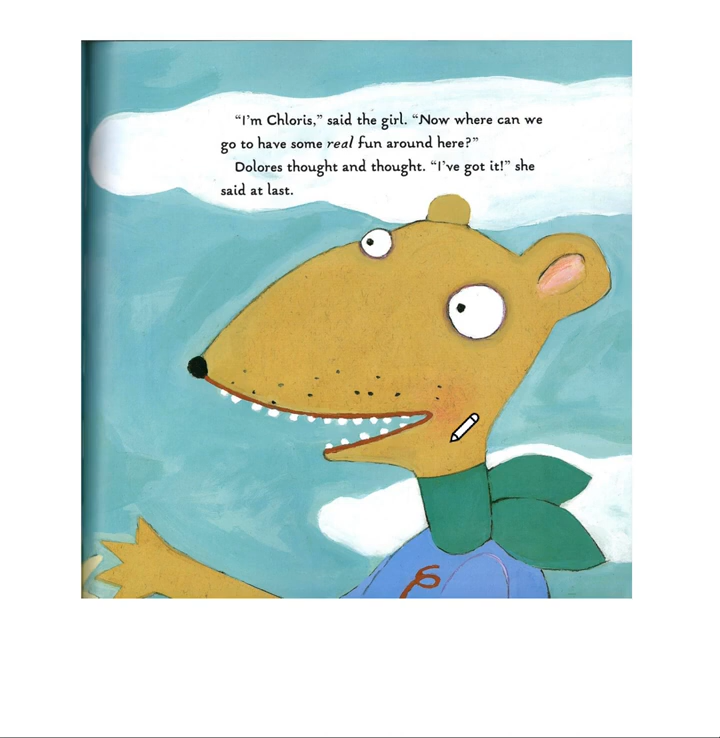 “I’m Chloris,” said the girl. “Now where can we
go to have some real fun around here?”
Dolores thought and thought. “I’ve got it!” she
said at last.